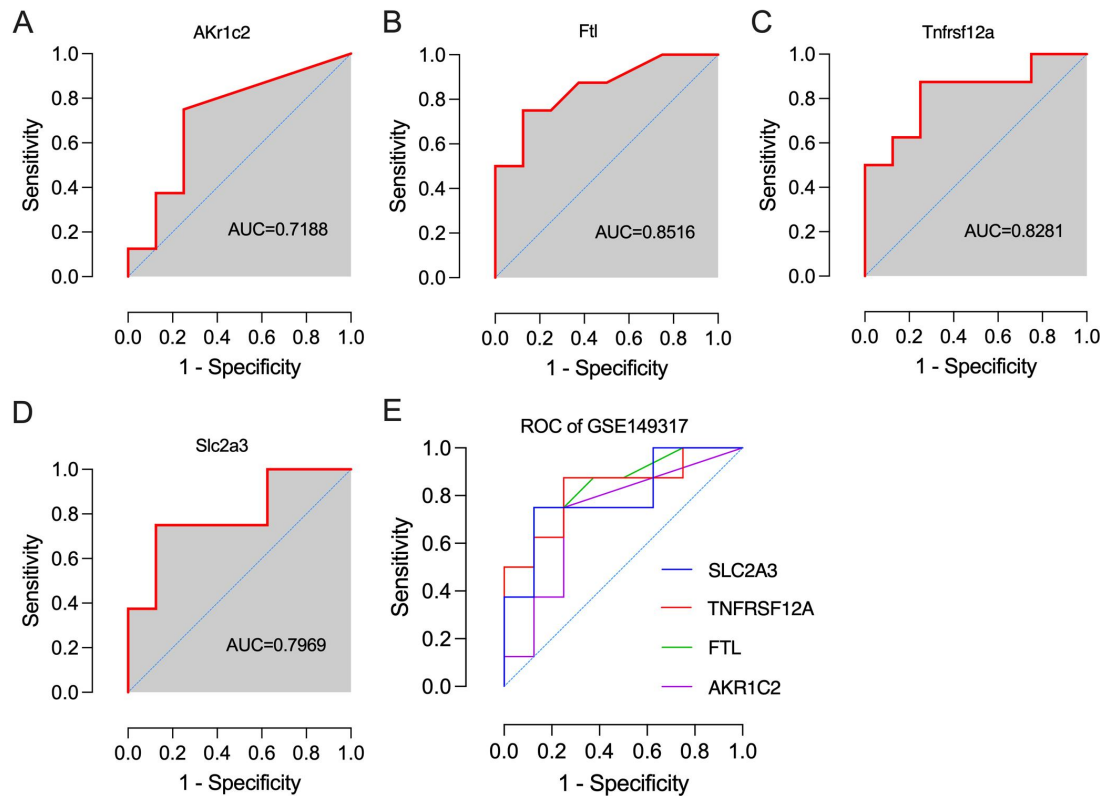 A
AKr1c2
1.0
0.8
0.6
0.4
0.2
0.0
Sensitivity
AUC=0.7188
0.0 0.2 0.4 0.6 0.8 1.0
1 - Specificity
B
Ftl
1.0
0.8
0.6
0.4
0.2
0.0
Sensitivity
AUC=0.8516
0.0 0.2 0.4 0.6 0.8 1.0
1 - Specificity
C
Tnfrsf12a
1.0
0.8
0.6
0.4
0.2
0.0
Sensitivity
AUC=0.8281
0.0 0.2 0.4 0.6 0.8 1.0
1 - Specificity
D
Slc2a3
1.0
0.8
0.6
0.4
0.2
0.0
Sensitivity
AUC=0.7969
0.0 0.2 0.4 0.6 0.8 1.0
1 - Specificity
E
ROC of GSE149317
1.0
0.8
0.6
0.4
0.2
0.0
Sensitivity
SLC2A3
TNFRSF12A
FTL
AKR1C2
0.0 0.2 0.4 0.6 0.8 1.0
1 - Specificity